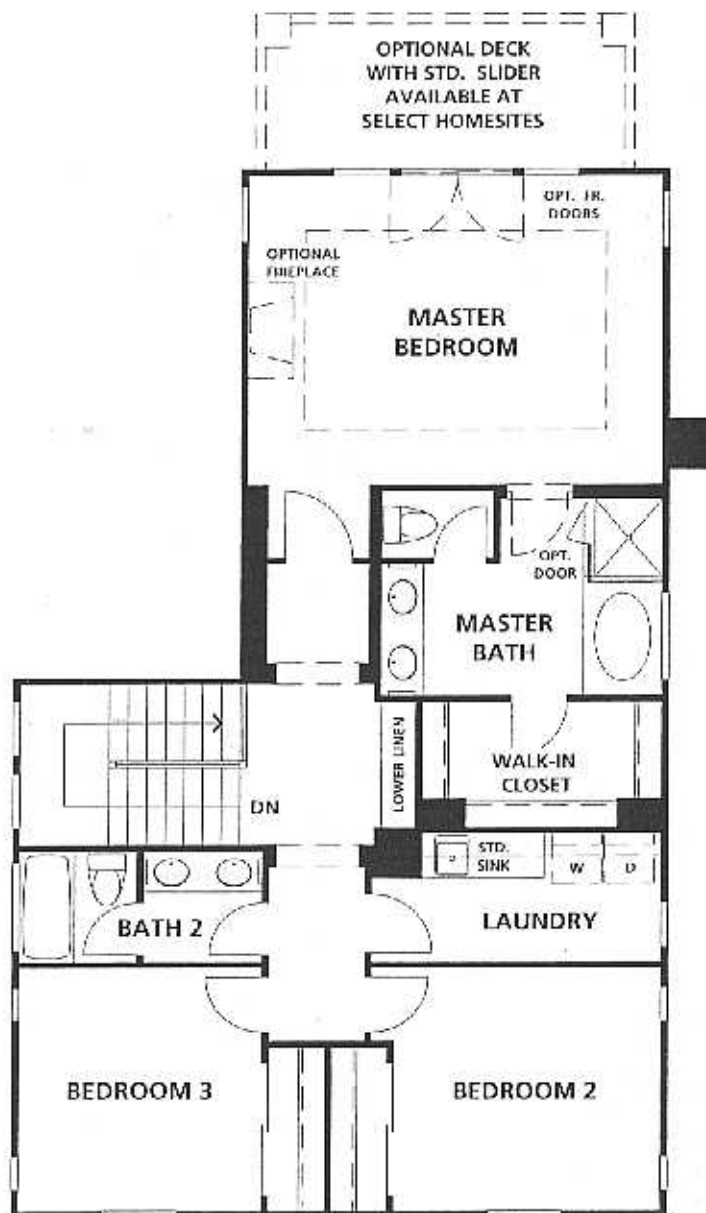 OPTIONAL DECK
WITH STD. SLIDER
AVAILABLE AT
SELECT HOMESITES
OPT. FR.
DOORS
OPTIONAL
FIREPLACE
MASTER
BEDROOM
OPT.
DOOR
MASTER
BATH
LOWER LINEN
WALK-IN
CLOSET
DN
STD.
SINK
W
D
BATH 2
LAUNDRY
BEDROOM 3
BEDROOM 2